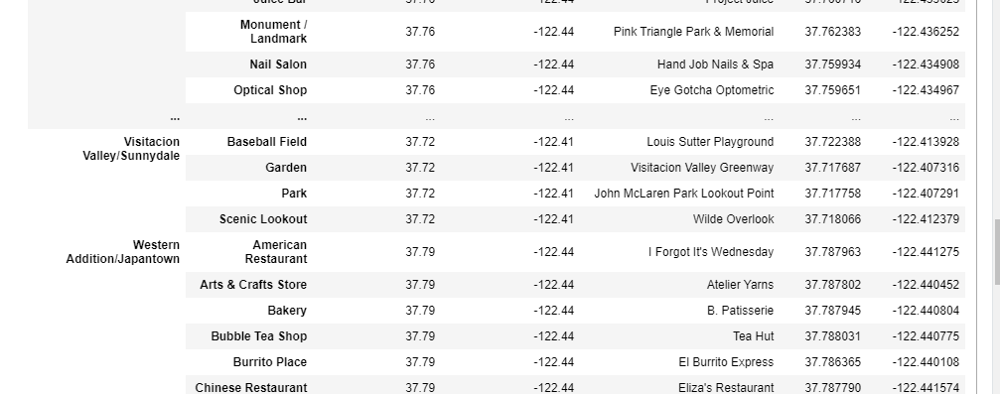 Juice Bar 37.76 -122.44 Project Juice 37.760710 -122.435025
Monument /
Landmark 37.76 -122.44 Pink Triangle Park & Memorial 37.762383 -122.436252
Nail Salon 37.76 -122.44 Hand Job Nails & Spa 37.759934 -122.434908
Optical Shop 37.76 -122.44 Eye Gotcha Optometric 37.759651 -122.434967
... ... ... ... ... ... ...
Visitacion
Valley/Sunnydale Baseball Field 37.72 -122.41 Louis Sutter Playground 37.722388 -122.413928
Garden 37.72 -122.41 Visitacion Valley Greenway 37.717687 -122.407316
Park 37.72 -122.41 John McLaren Park Lookout Point 37.717758 -122.407291
Scenic Lookout 37.72 -122.41 Wilde Overlook 37.718066 -122.412379
Western American
Addition/Japantown Restaurant 37.79 -122.44 I Forgot It's Wednesday 37.787963 -122.441275
Arts & Crafts Store 37.79 -122.44 Atelier Yarns 37.787802 -122.440452
Bakery 37.79 -122.44 B. Patisserie 37.787945 -122.440804
Bubble Tea Shop 37.79 -122.44 Tea Hut 37.788031 -122.440775
Burrito Place 37.79 -122.44 El Burrito Express 37.786365 -122.440108
Chinese Restaurant 37.79 -122.44 Eliza's Restaurant 37.787790 -122.441574